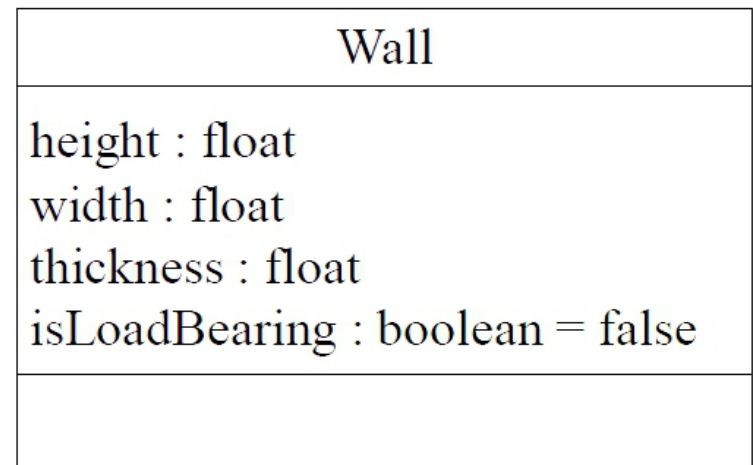 Wall
height : float
width : float
thickness : float
isLoadBearing : boolean = false